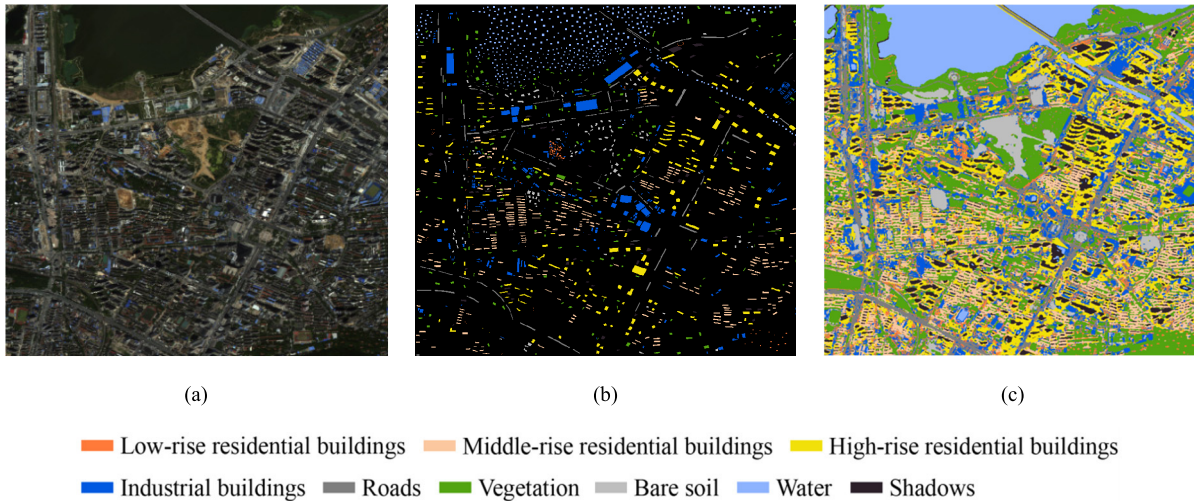 (a) (b) (c)
Low-rise residential buildings Middle-rise residential buildings High-rise residential buildings
Industrial buildings Roads Vegetation Bare soil Water Shadows